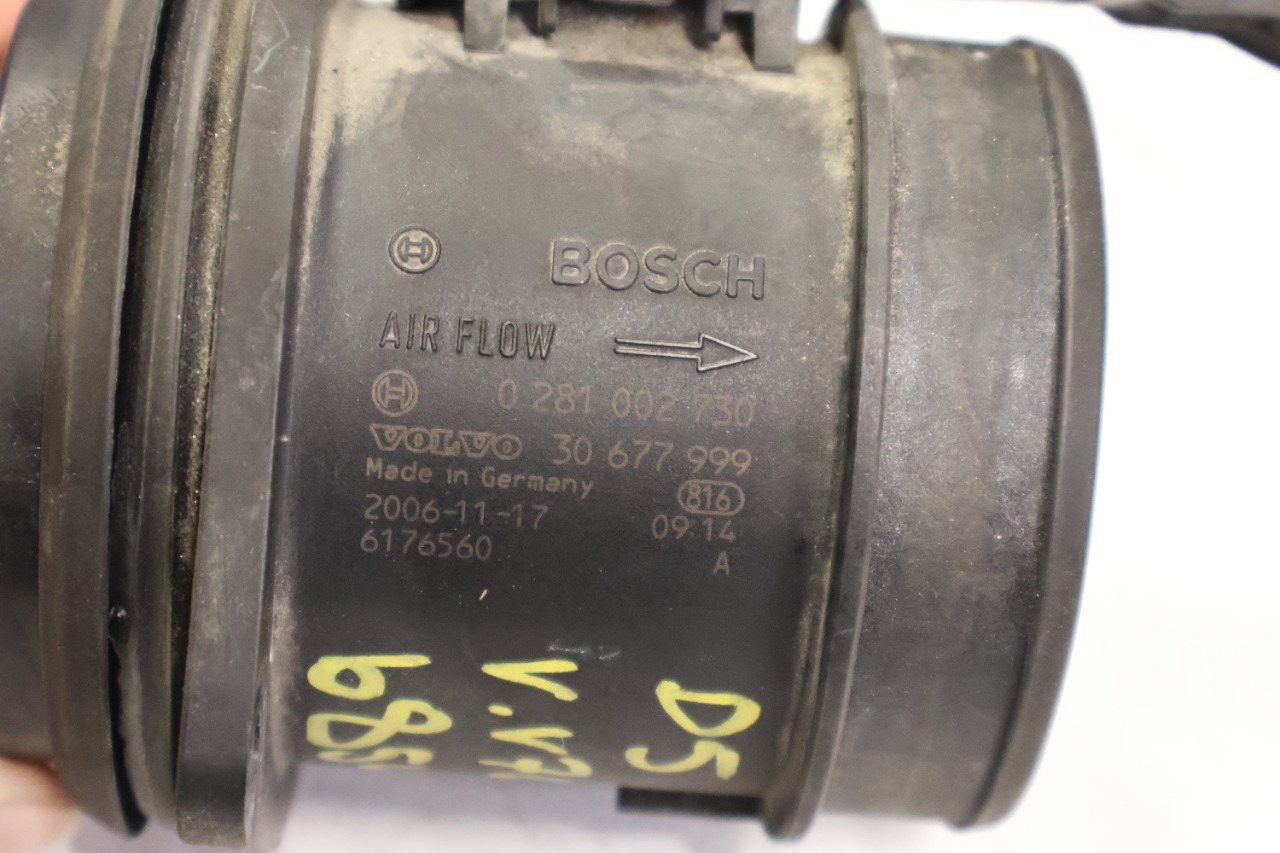 BOSCH
AIR FLOW
0 281 002 730
VOLVO 30 677 999
Made in Germany
816
2006-11-17 09:14
6176560 A
D5